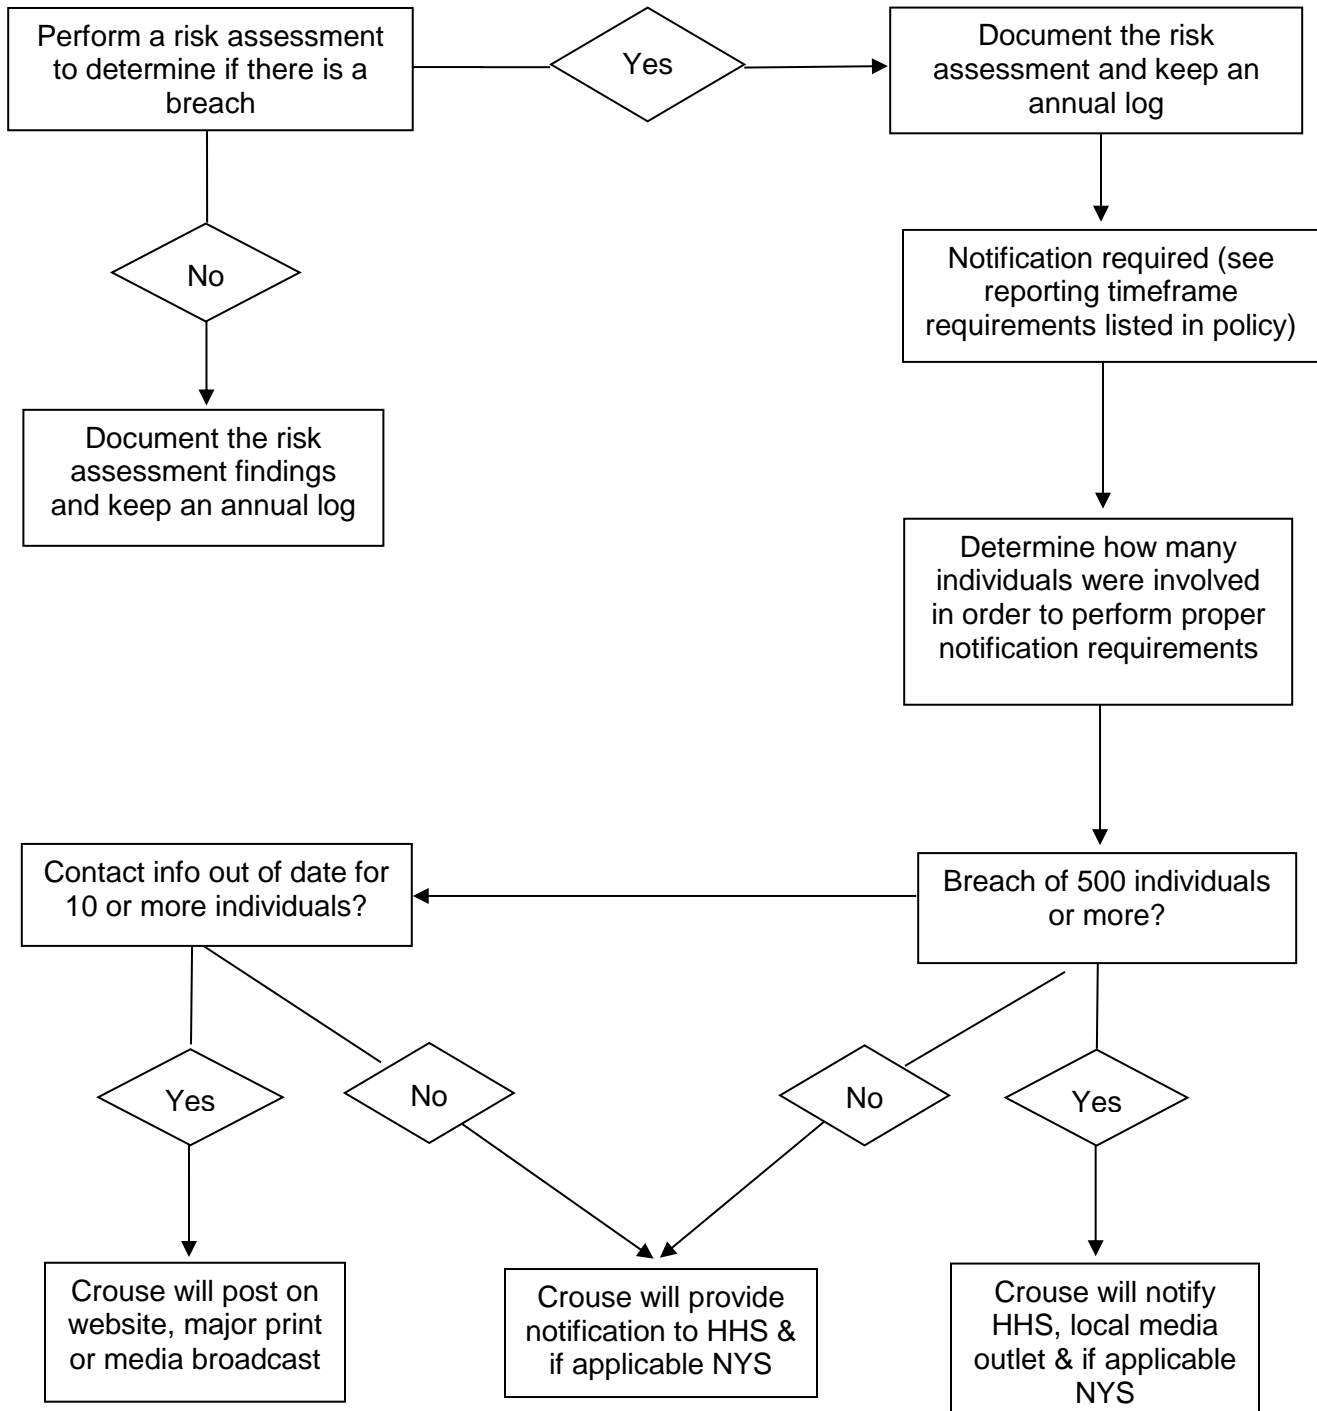 Perform a risk assessment
to determine if there is a
breach
Yes
Document the risk
assessment and keep an
annual log
No
Notification required (see
reporting timeframe
requirements listed in policy)
Document the risk
assessment findings
and keep an annual log
Determine how many
individuals were involved
in order to perform proper
notification requirements
Contact info out of date for
10 or more individuals?
Breach of 500 individuals
or more?
Yes
No
No
Yes
Crouse will post on
website, major print
or media broadcast
Crouse will provide
notification to HHS &
if applicable NYS
Crouse will notify
HHS, local media
outlet & if applicable
NYS